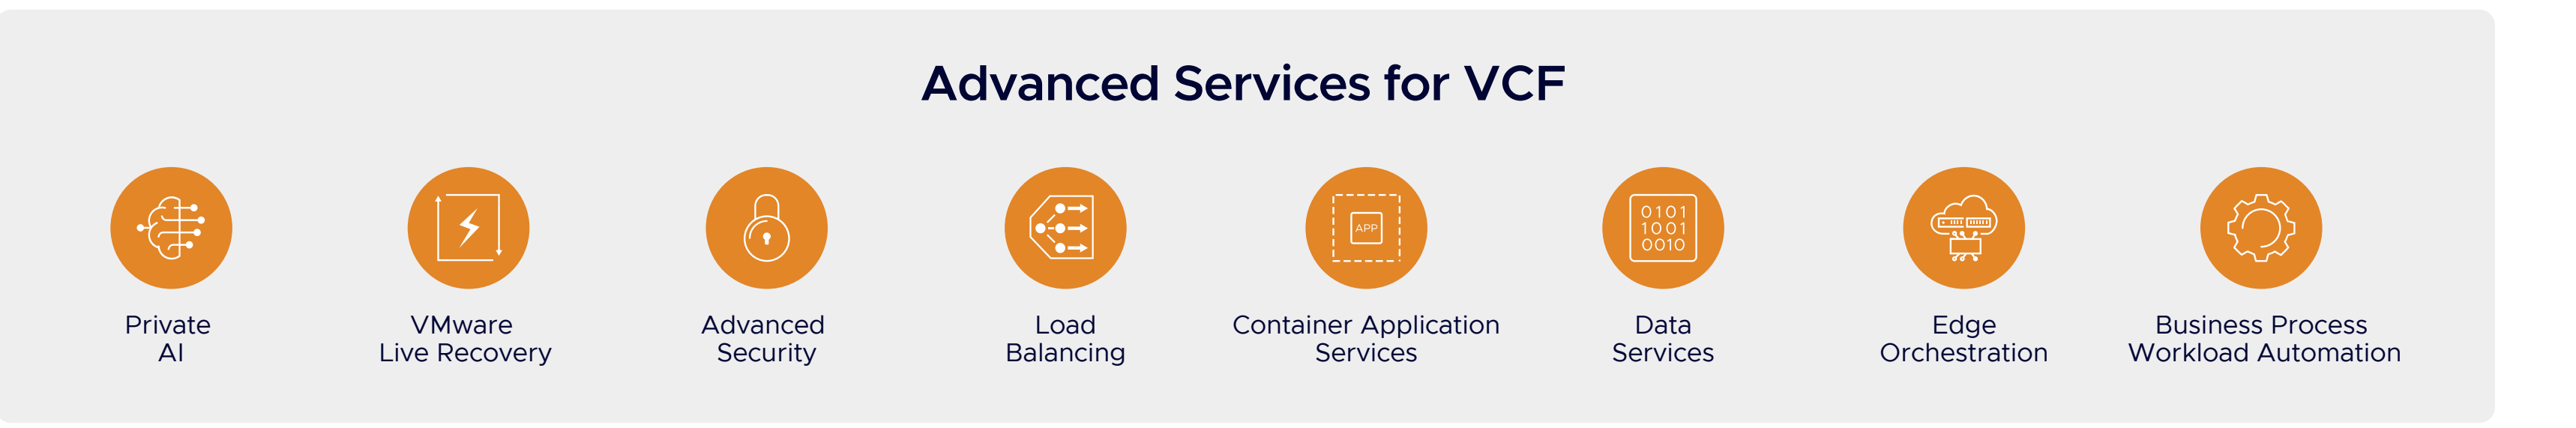 Advanced Services for VCF
APP
0101
1001
0010
Private
AI
VMware
Live Recovery
Advanced
Security
Load
Balancing
Container Application
Services
Data
Services
Edge
Orchestration
Business Process
Workload Automation